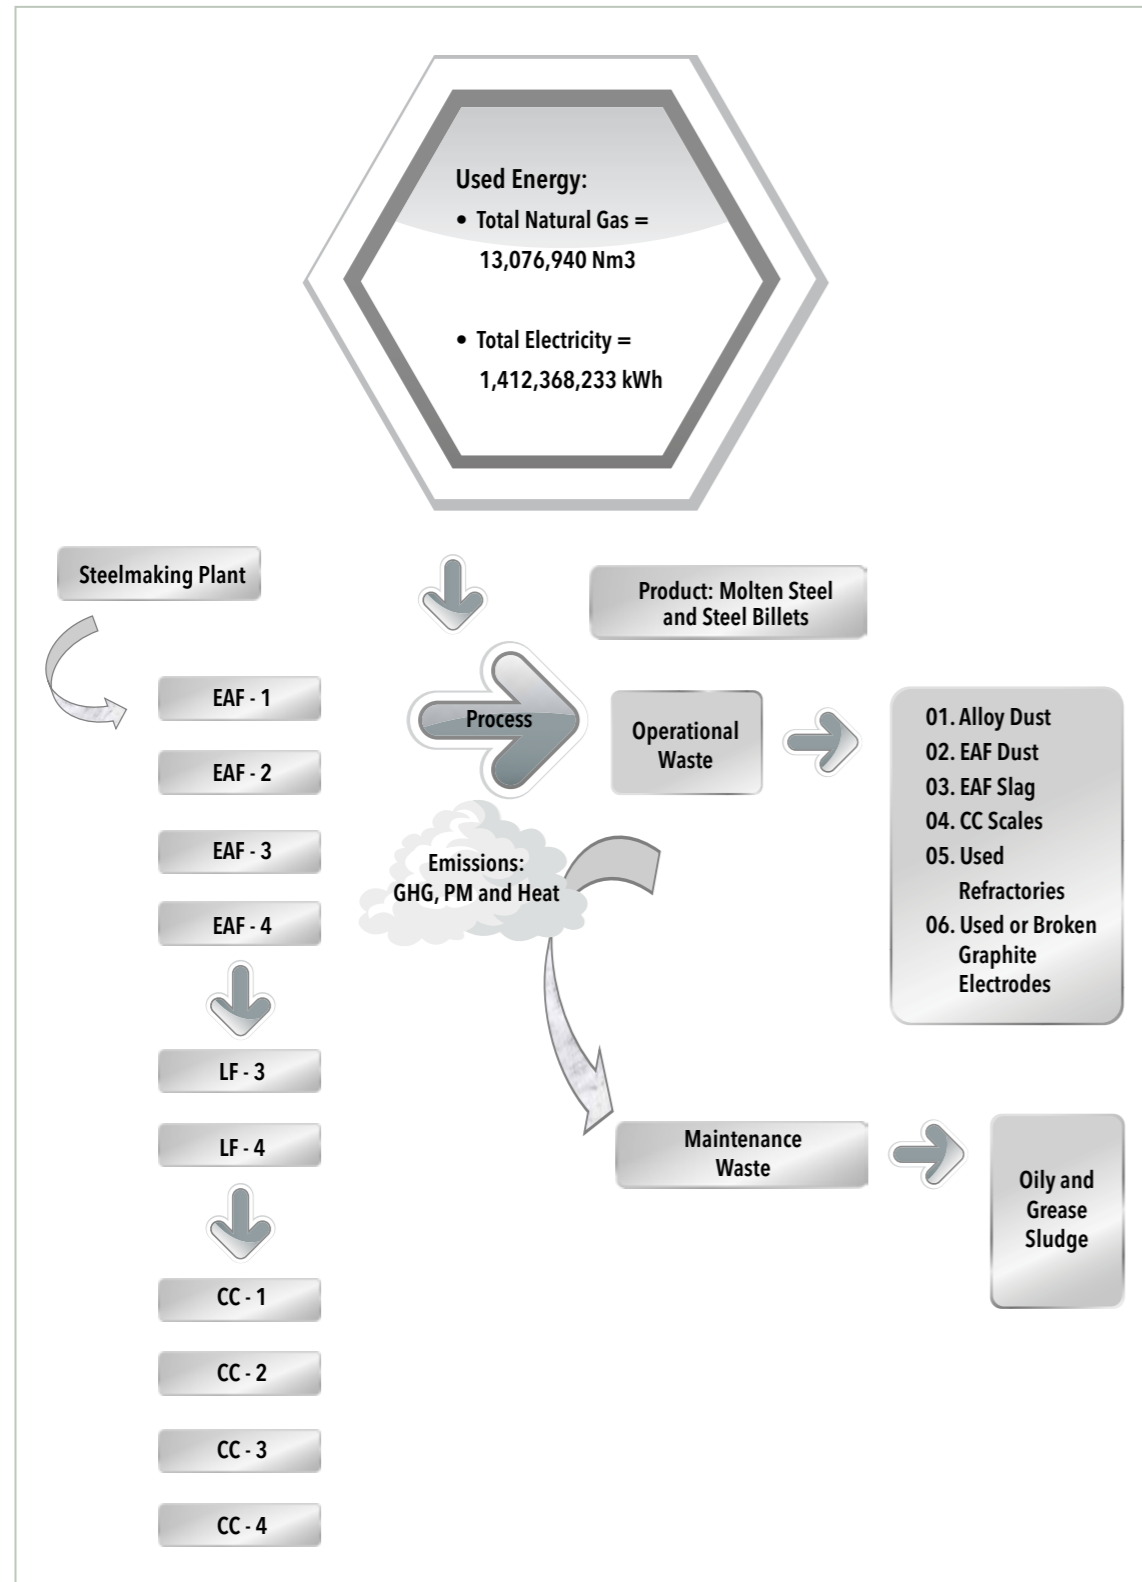 Used Energy:
• Total Natural Gas =
13,076,940 Nm3
• Total Electricity =
1,412,368,233 kWh
Steelmaking Plant
Product: Molten Steel
and Steel Billets
EAF - 1
EAF - 2
EAF - 3
EAF - 4
LF - 3
LF - 4
CC - 1
CC - 2
CC - 3
CC - 4
Process
Operational
Waste
01. Alloy Dust
02. EAF Dust
03. EAF Slag
04. CC Scales
05. Used
Refractories
06. Used or Broken
Graphite
Electrodes
Emissions:
GHG, PM and Heat
Maintenance
Waste
Oily and
Grease
Sludge